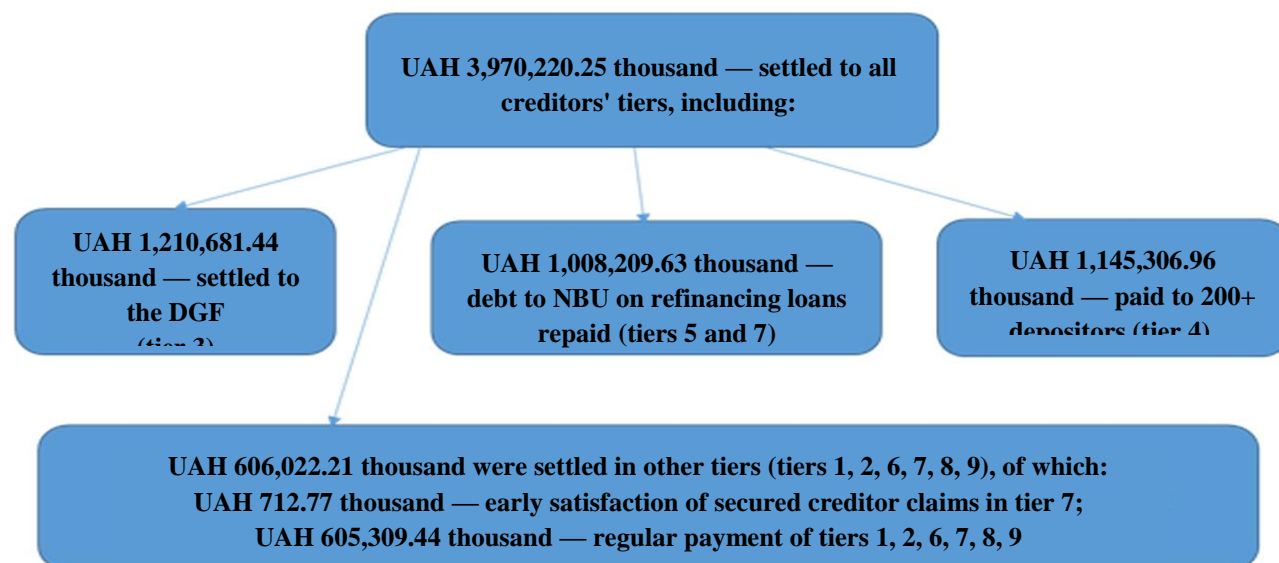 UAH 3,970,220.25 thousand — settled to all
creditors' tiers, including:
UAH 1,210,681.44
thousand — settled to
the DGF
(tier 3)
UAH 1,008,209.63 thousand —
debt to NBU on refinancing loans
repaid (tiers 5 and 7)
UAH 1,145,306.96
thousand — paid to 200+
depositors (tier 4)
UAH 606,022.21 thousand were settled in other tiers (tiers 1, 2, 6, 7, 8, 9), of which:
UAH 712.77 thousand — early satisfaction of secured creditor claims in tier 7;
UAH 605,309.44 thousand — regular payment of tiers 1, 2, 6, 7, 8, 9